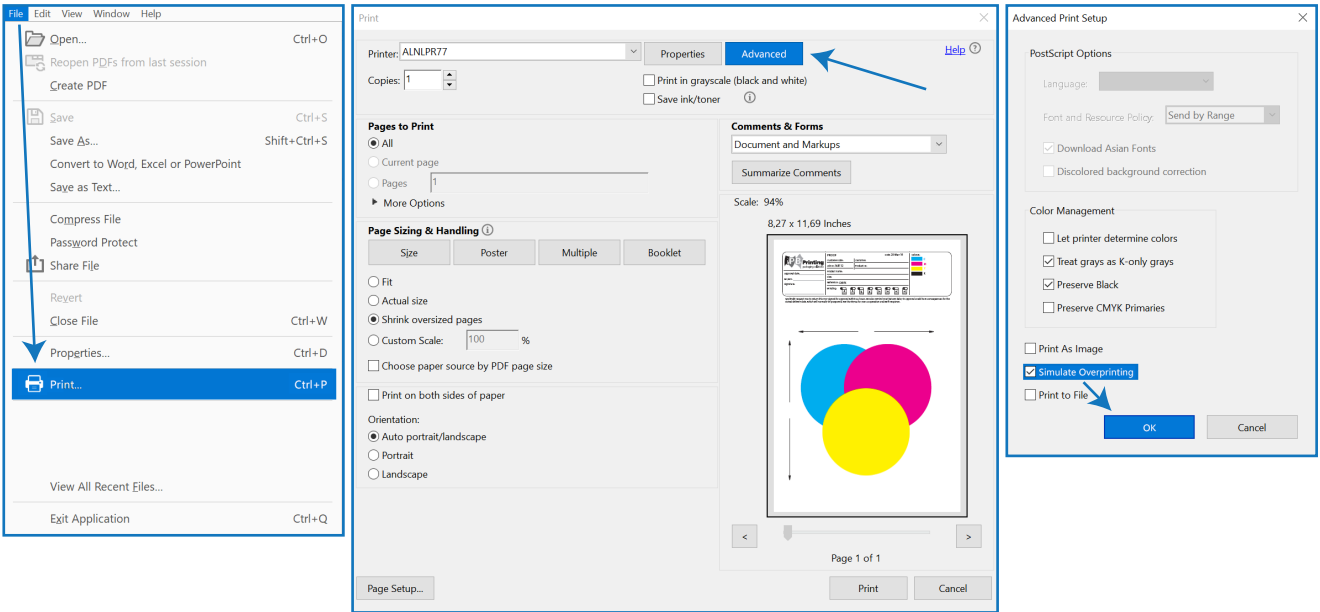 File Edit View Window Help
Open... Ctrl+O
Reopen PDFs from last session
Create PDF
Save Ctrl+S
Save As... Shift+Ctrl+S
Convert to Word, Excel or PowerPoint
Save as Text...
Compress File
Password Protect
Share File
Revert
Close File Ctrl+W
Properties... Ctrl+D
Print... Ctrl+P
View All Recent Files...
Exit Application Ctrl+Q
Print
Printer: ALNLPR77 Properties Advanced Help
Copies: 1 Print in grayscale (black and white)
Save ink/toner
Pages to Print
All
Current page
Pages 1
More Options
Page Sizing & Handling
Size Poster Multiple Booklet
Fit
Actual size
Shrink oversized pages
Custom Scale: 100 %
Choose paper source by PDF page size
Print on both sides of paper
Orientation:
Auto portrait/landscape
Portrait
Landscape
Comments & Forms
Document and Markups
Summarize Comments
Scale: 94%
8,27 x 11,69 Inches
Printing
< >
Page 1 of 1
Page Setup... Print Cancel
Advanced Print Setup
PostScript Options
Language:
Font and Resource Policy: Send by Range
Download Asian Fonts
Discolored background correction
Color Management
Let printer determine colors
Treat grays as K-only grays
Preserve Black
Preserve CMYK Primaries
Print As Image
Simulate Overprinting
Print to File
OK Cancel